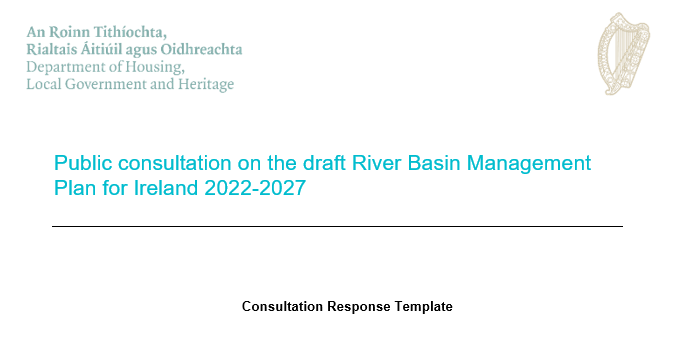 An Roinn Tithíochta,
Rialtais Áitiúil agus Oidhreachta
Department of Housing,
Local Government and Heritage
Public consultation on the draft River Basin Management
Plan for Ireland 2022-2027
Consultation Response Template